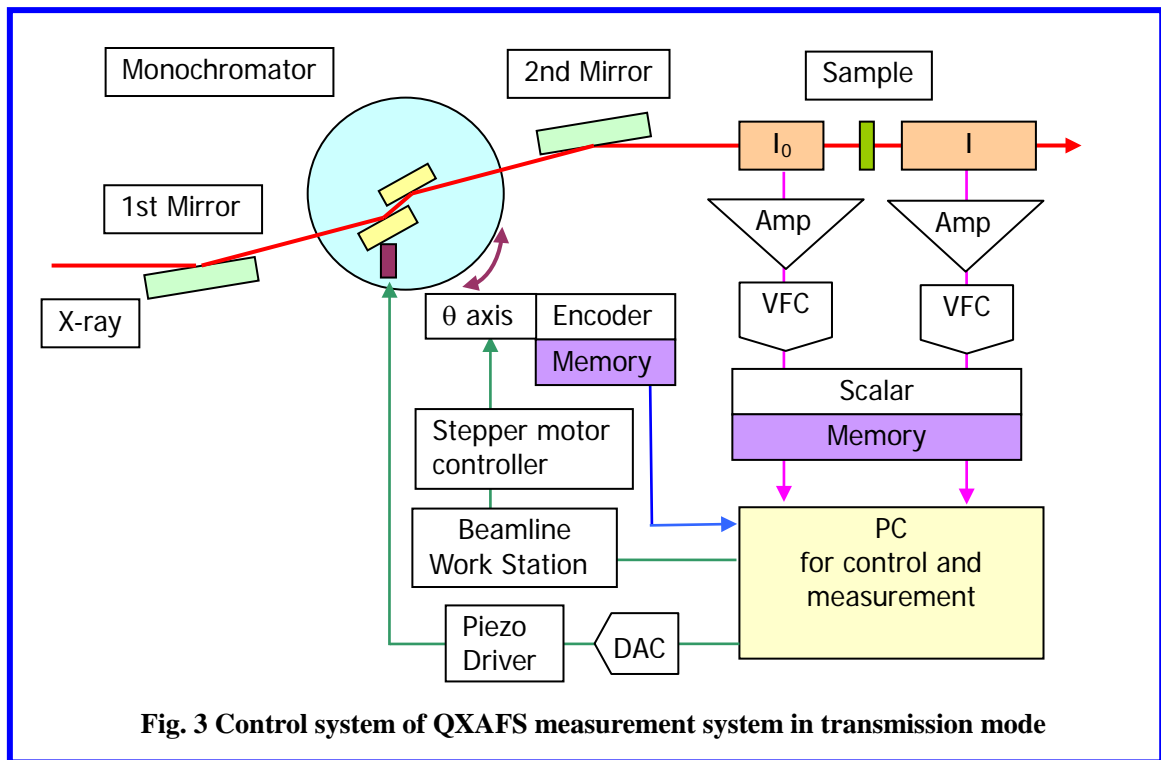 Monochromator
2nd Mirror
Sample
I₀
I
1st Mirror
Amp
Amp
X-ray
θ axis
Encoder
Memory
VFC
VFC
Scalar
Memory
Stepper motor
controller
Beamline
Work Station
PC
for control and
measurement
Piezo
Driver
DAC
Fig. 3 Control system of QXAFS measurement system in transmission mode